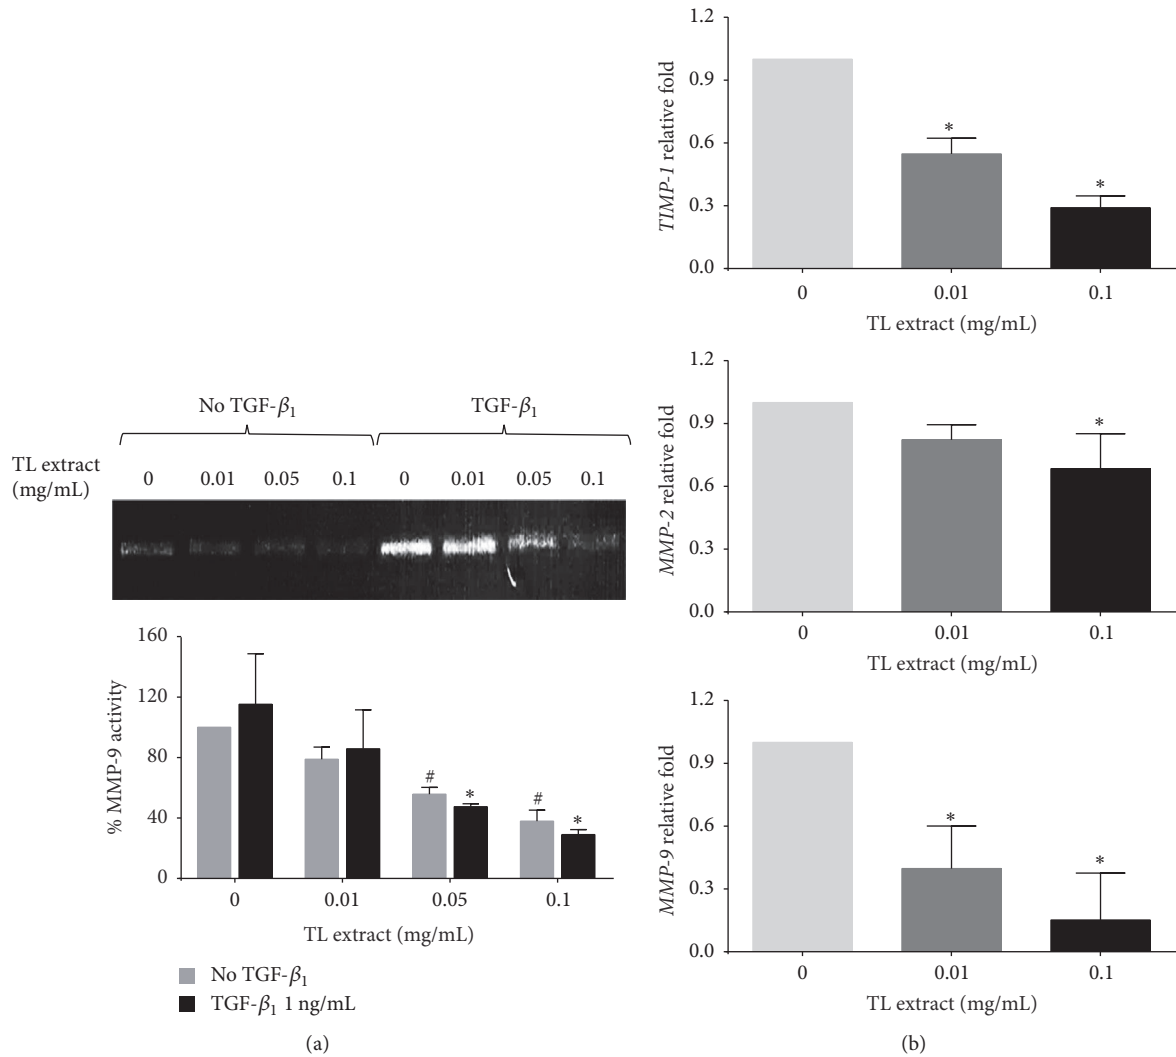 No TGF-β₁ TGF-β₁
TL extract
(mg/mL)
0 0.01 0.05 0.1 0 0.01 0.05 0.1
160
120
80
40
0
% MMP-9 activity
# * # *
0 0.01 0.05 0.1
TL extract (mg/mL)
No TGF-β₁
TGF-β₁ 1 ng/mL
(a)
1.2
0.9
0.6
0.3
0.0
TIMP-1 relative fold
* *
0 0.01 0.1
TL extract (mg/mL)
1.2
0.9
0.6
0.3
0.0
MMP-2 relative fold
*
0 0.01 0.1
TL extract (mg/mL)
1.2
0.9
0.6
0.3
0.0
MMP-9 relative fold
* *
0 0.01 0.1
TL extract (mg/mL)
(b)